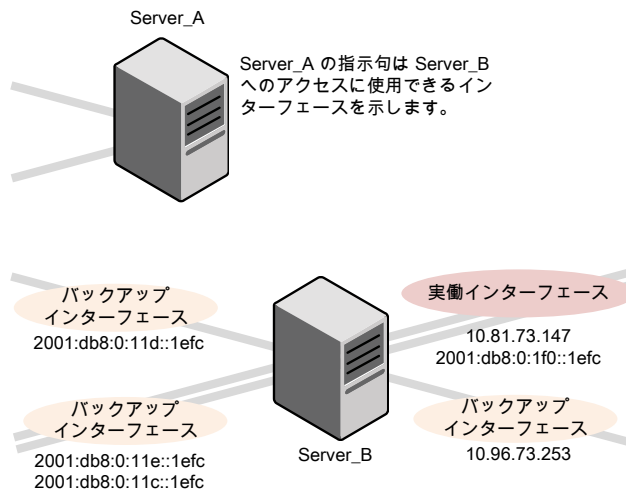 Server_A
Server_A の指示句は Server_B
へのアクセスに使用できるイン
ターフェースを示します。
バックアップ
インターフェース
2001:db8:0:11d::1efc
実働インターフェース
10.81.73.147
2001:db8:0:1f0::1efc
バックアップ
インターフェース
2001:db8:0:11e::1efc
2001:db8:0:11c::1efc
Server_B
バックアップ
インターフェース
10.96.73.253